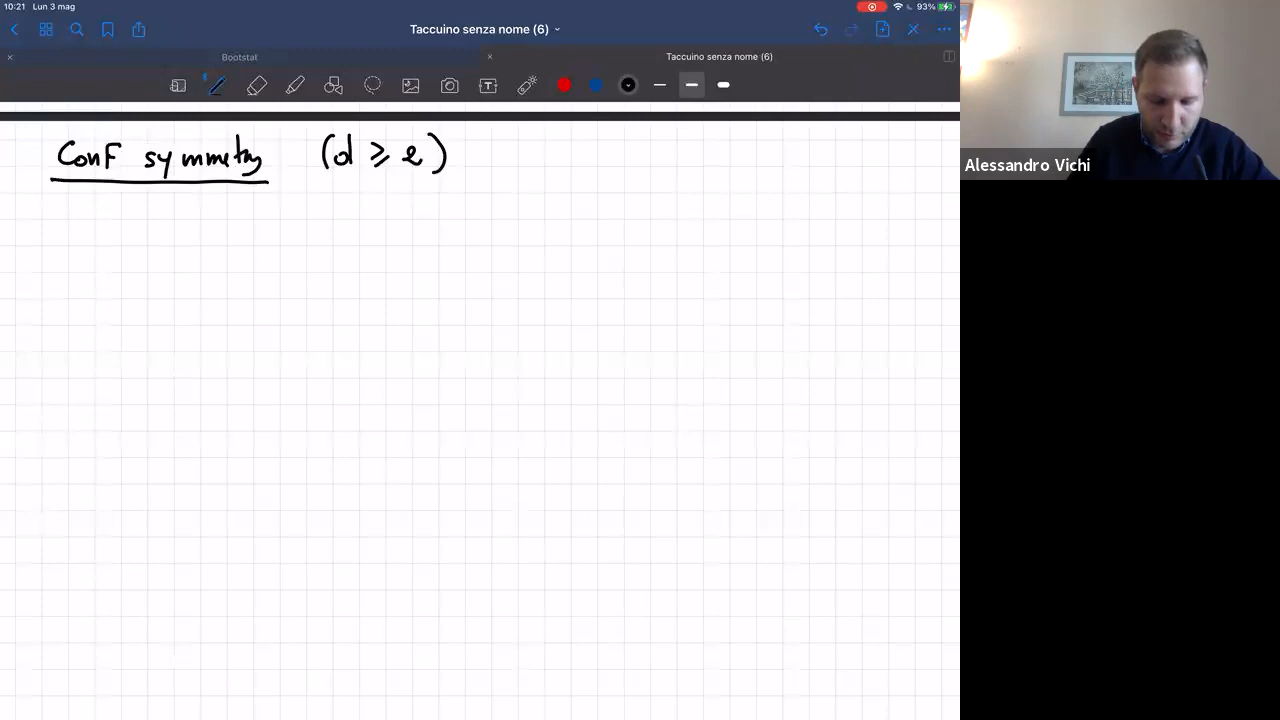 10:21 Lun 3 mag
93%
Taccuino senza nome (6)
Bootstat
Taccuino senza nome (6)
Conf symmetry (d ≥ 2)
Alessandro Vichi